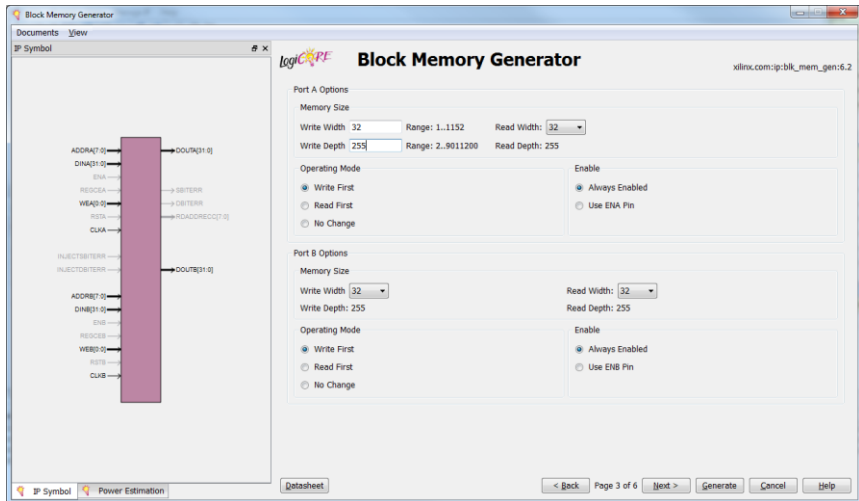 Block Memory Generator
Documents View
IP Symbol
ADDRA[7:0]
DINA[31:0]
ENA
REGCEA
WEA[0:0]
RSTA
CLKA
INJECTSBITERR
INJECTDBITERR
ADDRB[7:0]
DINB[31:0]
ENB
REGCEB
WEB[0:0]
RSTB
CLKB
DOUTA[31:0]
SBITERR
DBITERR
RDADDRECC[7:0]
DOUTB[31:0]
IP Symbol Power Estimation
logiCORE
Block Memory Generator
xilinx.com:ip:blk_mem_gen:6.2
Port A Options
Memory Size
Write Width 32 Range: 1..1152 Read Width: 32
Write Depth 255 Range: 2..9011200 Read Depth: 255
Operating Mode Enable
Write First Always Enabled
Read First Use ENA Pin
No Change
Port B Options
Memory Size
Write Width 32 Read Width: 32
Write Depth: 255 Read Depth: 255
Operating Mode Enable
Write First Always Enabled
Read First Use ENB Pin
No Change
Datasheet < Back Page 3 of 6 Next > Generate Cancel Help